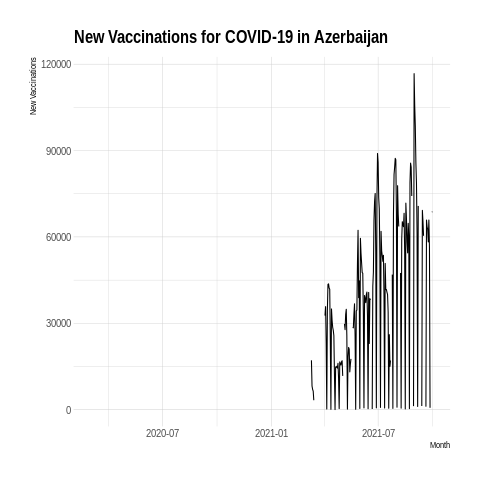 New Vaccinations for COVID-19 in Azerbaijan
New Vaccinations
120000
90000
60000
30000
0
2020-07
2021-01
2021-07
Month